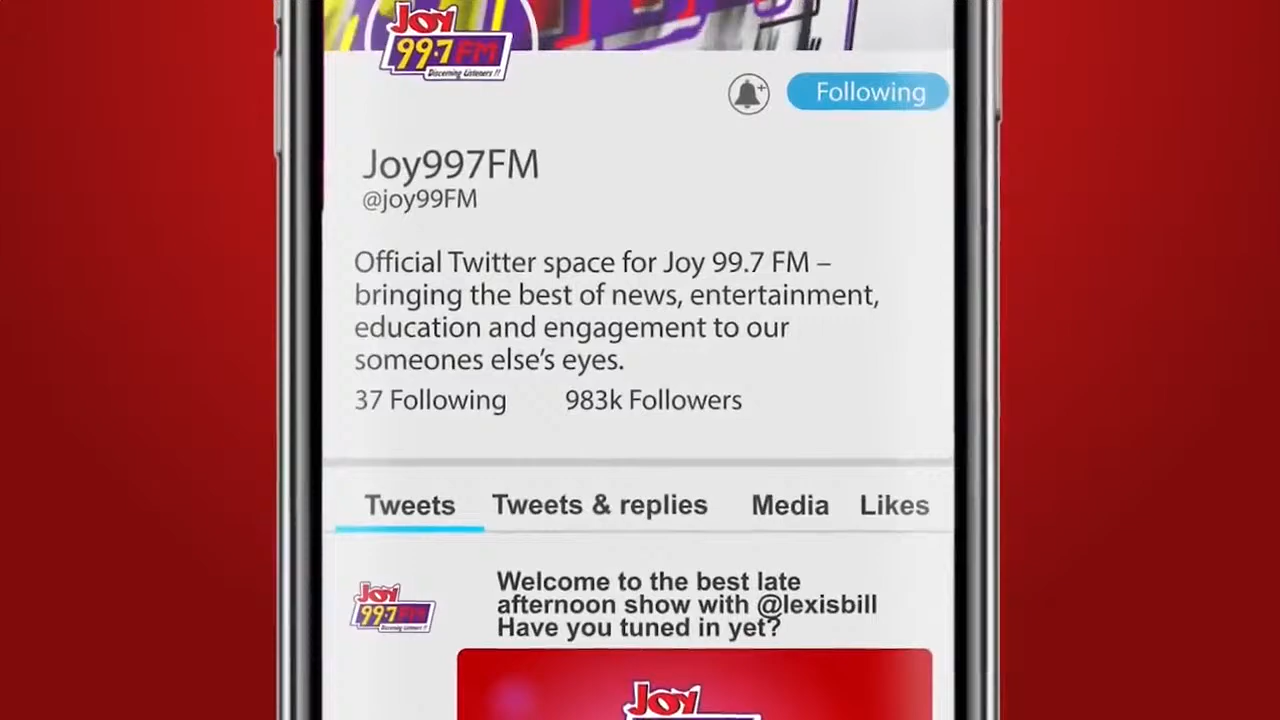 Joy
99.7 FM
Discerning Listeners !!
Following
Joy997FM
@joy99FM
Official Twitter space for Joy 99.7 FM –
bringing the best of news, entertainment,
education and engagement to our
someones else's eyes.
37 Following 983k Followers
Tweets Tweets & replies Media Likes
Joy
99.7 FM
Discerning Listeners !!
Welcome to the best late
afternoon show with @lexisbill
Have you tuned in yet?
Joy